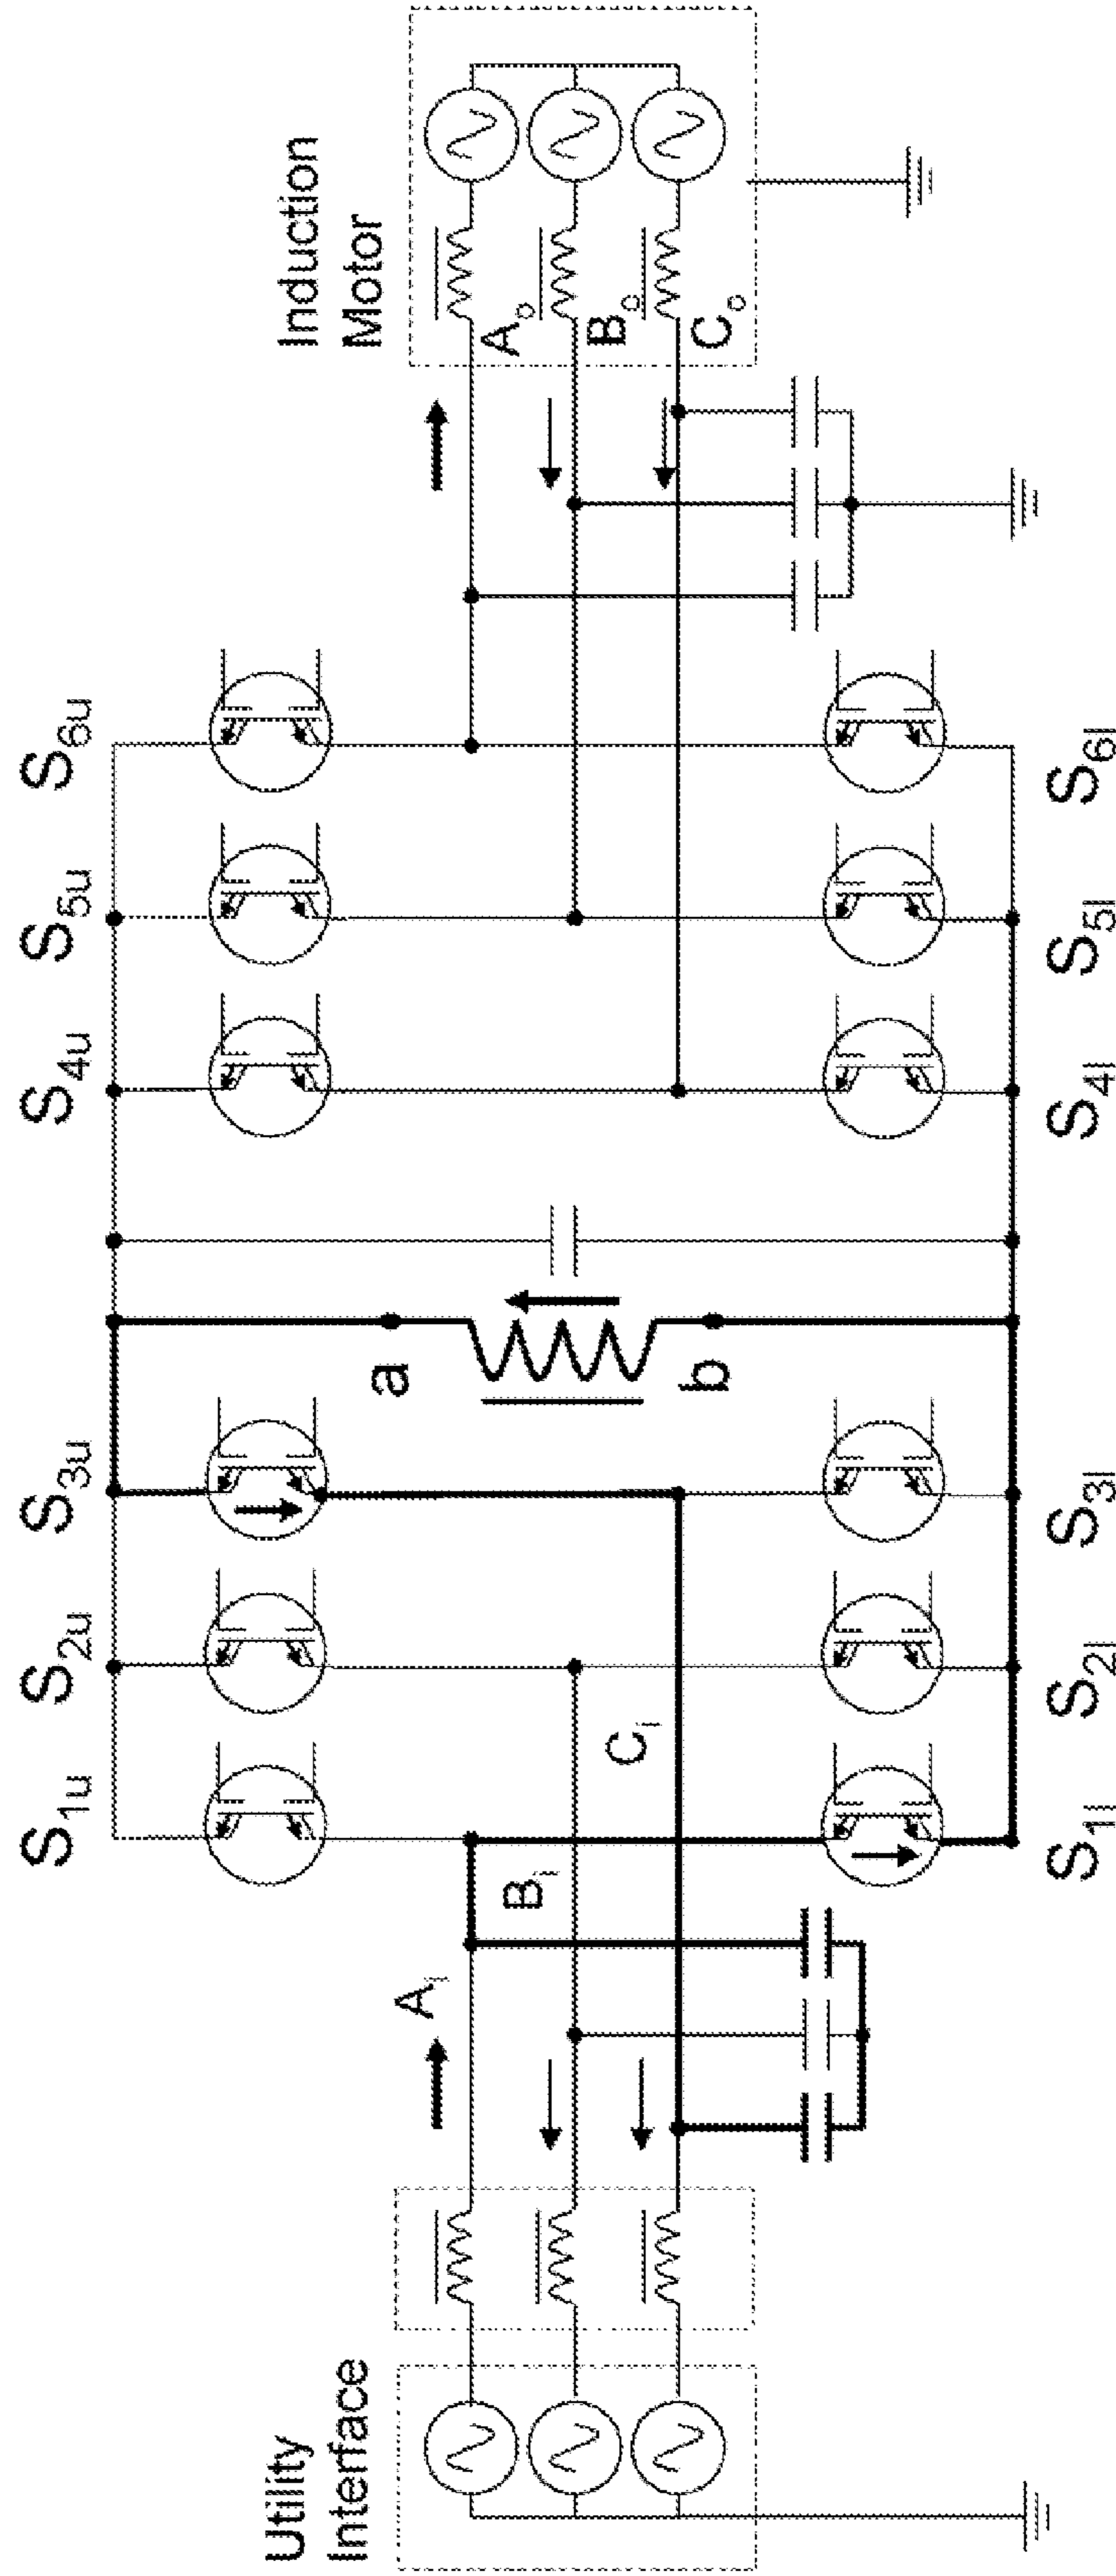 Utility
Interface
Induction
Motor
S1u
S2u
S3u
S4u
S5u
S6u
Ai
Bi
Ci
a
b
Ao
Bo
Co
S1l
S2l
S3l
S4l
S5l
S6l